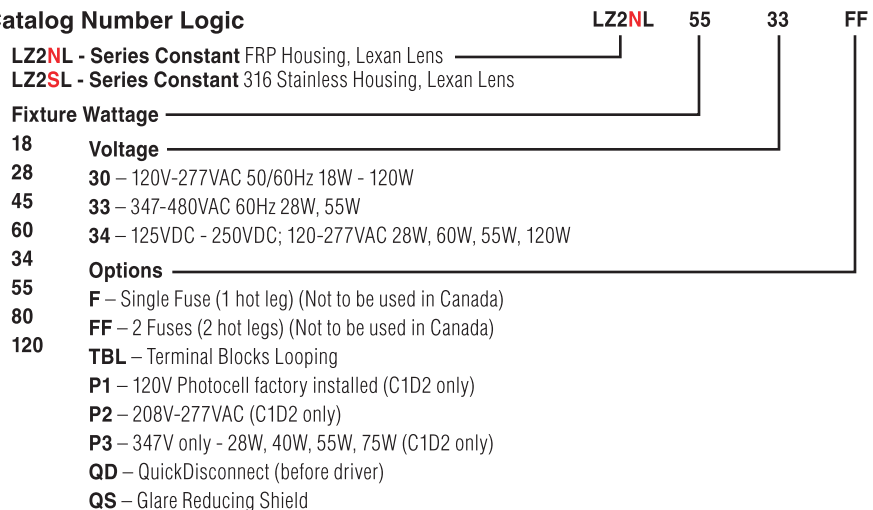 atalog Number Logic LZ2NL 55 33 FF
LZ2NL - Series Constant FRP Housing, Lexan Lens
LZ2SL - Series Constant 316 Stainless Housing, Lexan Lens
Fixture Wattage
18
28
45
60
34
55
80
120
Voltage
30 – 120V-277VAC 50/60Hz 18W - 120W
33 – 347-480VAC 60Hz 28W, 55W
34 – 125VDC - 250VDC; 120-277VAC 28W, 60W, 55W, 120W
Options
F – Single Fuse (1 hot leg) (Not to be used in Canada)
FF – 2 Fuses (2 hot legs) (Not to be used in Canada)
TBL – Terminal Blocks Looping
P1 – 120V Photocell factory installed (C1D2 only)
P2 – 208V-277VAC (C1D2 only)
P3 – 347V only - 28W, 40W, 55W, 75W (C1D2 only)
QD – QuickDisconnect (before driver)
QS – Glare Reducing Shield